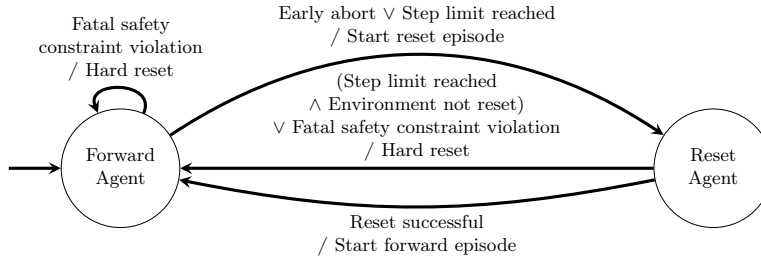 Fatal safety
constraint violation
/ Hard reset
Early abort ∨ Step limit reached
/ Start reset episode
(Step limit reached
∧ Environment not reset)
∨ Fatal safety constraint violation
/ Hard reset
Forward
Agent
Reset
Agent
Reset successful
/ Start forward episode